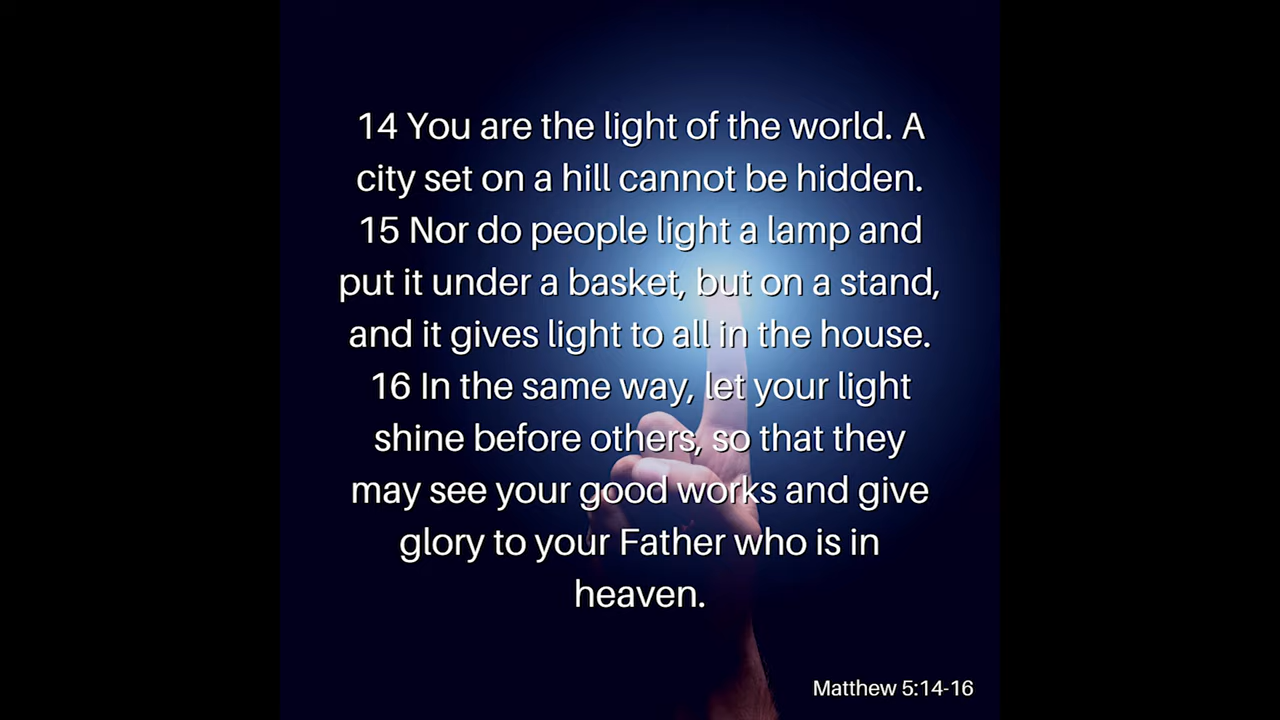 14 You are the light of the world. A
city set on a hill cannot be hidden.
15 Nor do people light a lamp and
put it under a basket, but on a stand,
and it gives light to all in the house.
16 In the same way, let your light
shine before others, so that they
may see your good works and give
glory to your Father who is in
heaven.
Matthew 5:14-16